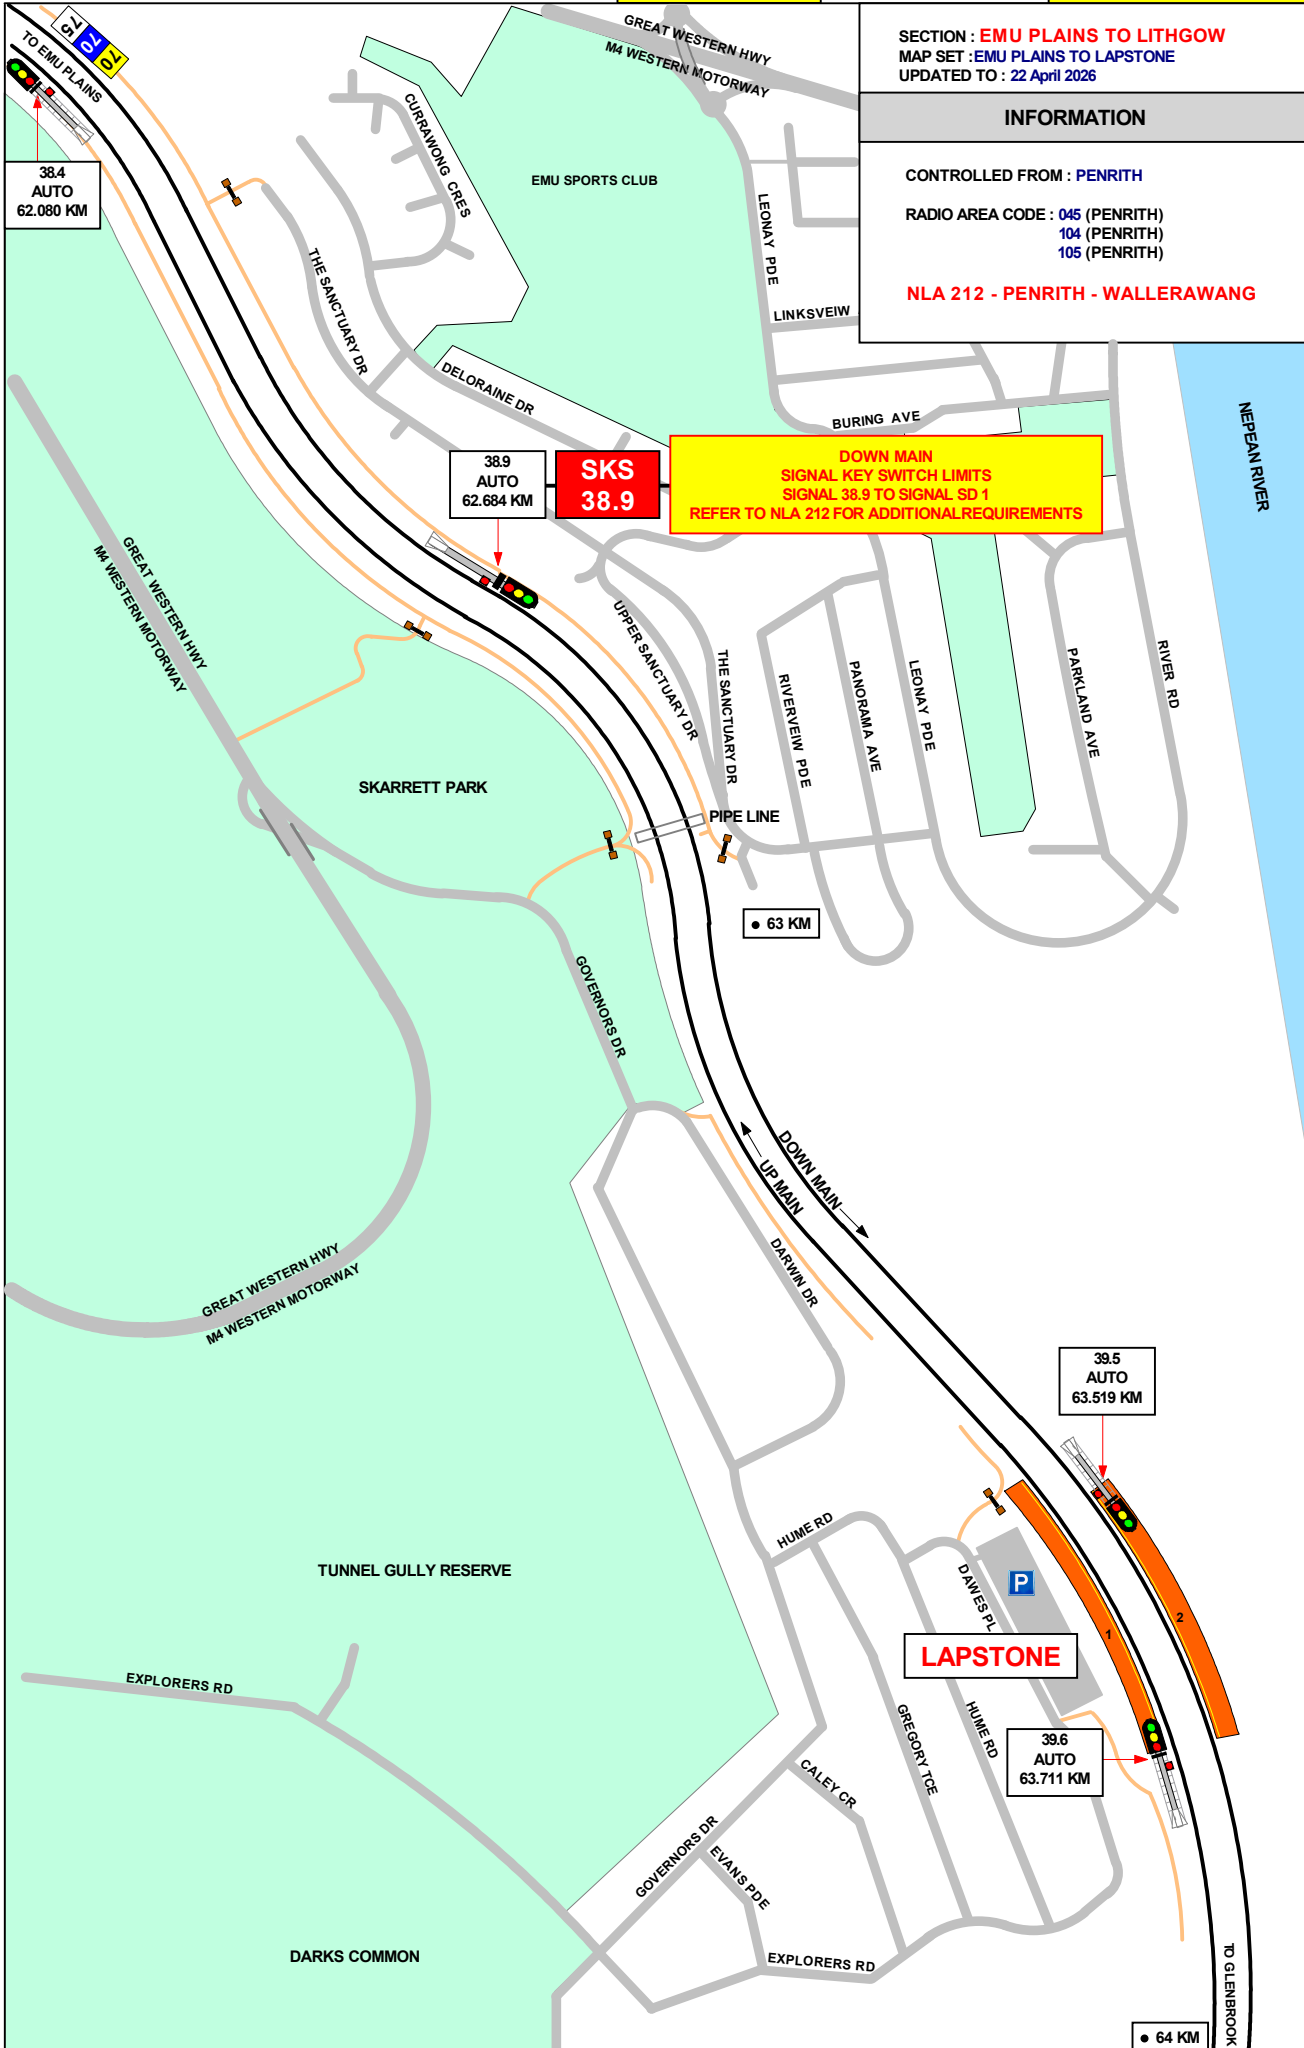 SECTION : EMU PLAINS TO LITHGOW
MAP SET : EMU PLAINS TO LAPSTONE
UPDATED TO : 22 April 2026
INFORMATION
CONTROLLED FROM : PENRITH
RADIO AREA CODE : 045 (PENRITH)
104 (PENRITH)
105 (PENRITH)
NLA 212 - PENRITH - WALLERAWANG
75
70
70
TO EMU PLAINS
38.4
AUTO
62.080 KM
GREAT WESTERN HWY
M4 WESTERN MOTORWAY
CURRAWONG CRES
EMU SPORTS CLUB
LEONAY PDE
LINKSVEIW
THE SANCTUARY DR
DELORAINE DR
BURING AVE
NEPEAN RIVER
38.9
AUTO
62.684 KM
SKS
38.9
DOWN MAIN
SIGNAL KEY SWITCH LIMITS
SIGNAL 38.9 TO SIGNAL SD 1
REFER TO NLA 212 FOR ADDITIONALREQUIREMENTS
GREAT WESTERN HWY
M4 WESTERN MOTORWAY
UPPER SANCTUARY DR
THE SANCTUARY DR
RIVERVEIW PDE
PANORAMA AVE
LEONAY PDE
PARKLAND AVE
RIVER RD
SKARRETT PARK
PIPE LINE
63 KM
GOVERNORS DR
DOWN MAIN
UP MAIN
DARWIN DR
GREAT WESTERN HWY
M4 WESTERN MOTORWAY
39.5
AUTO
63.519 KM
HUME RD
TUNNEL GULLY RESERVE
DAWES PL
P
1
2
LAPSTONE
EXPLORERS RD
GREGORY TCE
HUME RD
39.6
AUTO
63.711 KM
CALEY CR
GOVERNORS DR
EVANS PDE
DARKS COMMON
EXPLORERS RD
TO GLENBROOK
64 KM